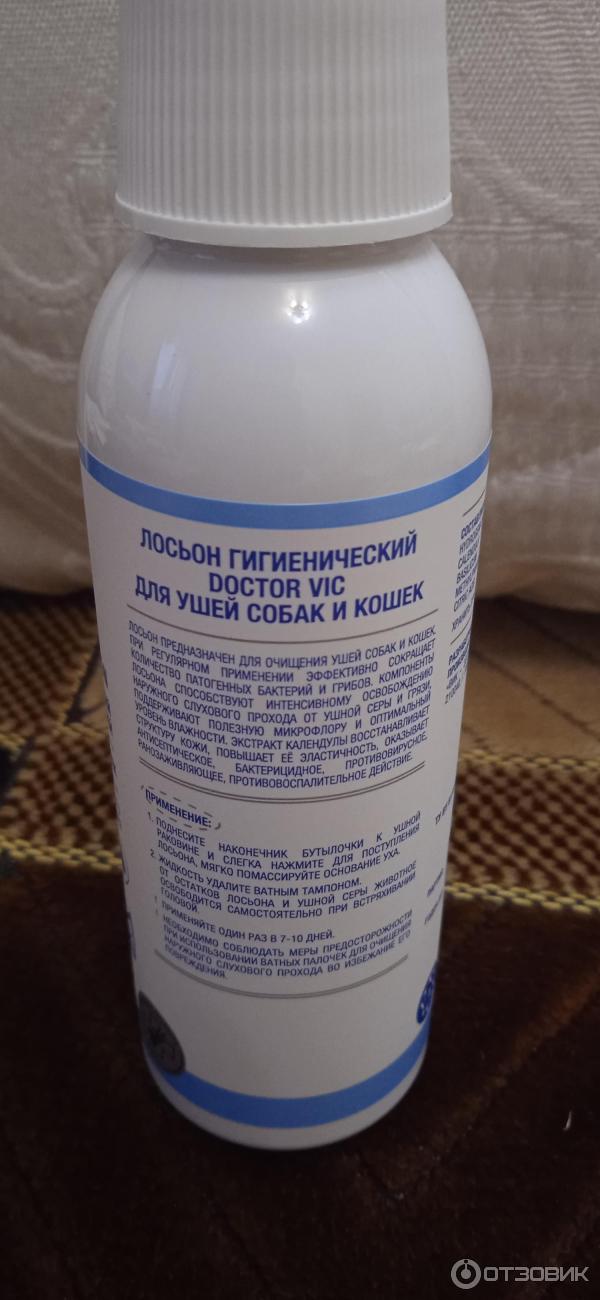 ЛОСЬОН ГИГИЕНИЧЕСКИЙ
DOCTOR VIC
ДЛЯ УШЕЙ СОБАК И КОШЕК
ЛОСЬОН ПРЕДНАЗНАЧЕН ДЛЯ ОЧИЩЕНИЯ УШЕЙ СОБАК И КОШЕК.
ПРИ РЕГУЛЯРНОМ ПРИМЕНЕНИИ ЭФФЕКТИВНО СОКРАЩАЕТ
КОЛИЧЕСТВО ПАТОГЕННЫХ БАКТЕРИЙ И ГРИБОВ. КОМПОНЕНТЫ
ЛОСЬОНА СПОСОБСТВУЮТ ИНТЕНСИВНОМУ ОСВОБОЖДЕНИЮ
НАРУЖНОГО СЛУХОВОГО ПРОХОДА ОТ УШНОЙ СЕРЫ И ГРЯЗИ,
ПОДДЕРЖИВАЮТ ПОЛЕЗНУЮ МИКРОФЛОРУ И ОПТИМАЛЬНЫЙ
УРОВЕНЬ ВЛАЖНОСТИ. ЭКСТРАКТ КАЛЕНДУЛЫ ВОССТАНАВЛИВАЕТ
СТРУКТУРУ КОЖИ, ПОВЫШАЕТ ЕЁ ЭЛАСТИЧНОСТЬ, ОКАЗЫВАЕТ
АНТИСЕПТИЧЕСКОЕ, БАКТЕРИЦИДНОЕ, ПРОТИВОВИРУСНОЕ,
РАНОЗАЖИВЛЯЮЩЕЕ, ПРОТИВОВОСПАЛИТЕЛЬНОЕ ДЕЙСТВИЕ.
ПРИМЕНЕНИЕ:
1. ПОДНЕСИТЕ НАКОНЕЧНИК БУТЫЛОЧКИ К УШНОЙ
РАКОВИНЕ И СЛЕГКА НАЖМИТЕ ДЛЯ ПОСТУПЛЕНИЯ
ЛОСЬОНА, МЯГКО ПОМАССИРУЙТЕ ОСНОВАНИЕ УХА.
2. ЖИДКОСТЬ УДАЛИТЕ ВАТНЫМ ТАМПОНОМ.
ОТ ОСТАТКОВ ЛОСЬОНА И УШНОЙ СЕРЫ ЖИВОТНОЕ
ОСВОБОДИТСЯ САМОСТОЯТЕЛЬНО ПРИ ВСТРЯХИВАНИИ
ГОЛОВОЙ.
ПРИМЕНЯЙТЕ ОДИН РАЗ В 7-10 ДНЕЙ.
НЕОБХОДИМО СОБЛЮДАТЬ МЕРЫ ПРЕДОСТОРОЖНОСТИ
ПРИ ИСПОЛЬЗОВАНИИ ВАТНЫХ ПАЛОЧЕК ДЛЯ ОЧИЩЕНИЯ
НАРУЖНОГО СЛУХОВОГО ПРОХОДА ВО ИЗБЕЖАНИЕ ЕГО
ПОВРЕЖДЕНИЯ.
ОТЗОВИК